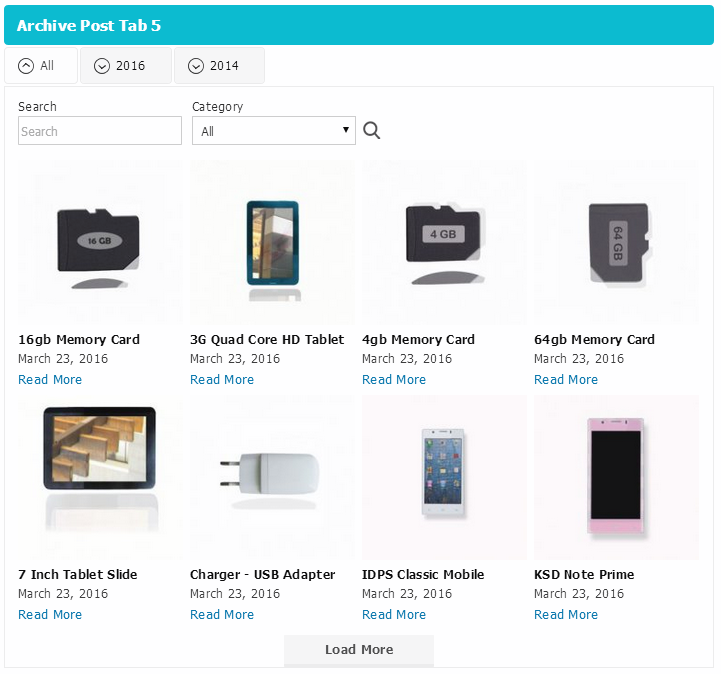 Archive Post Tab 5
All 2016 2014
Search Category
Search All
16 GB 4 GB 64 GB
16gb Memory Card 3G Quad Core HD Tablet 4gb Memory Card 64gb Memory Card
March 23, 2016 March 23, 2016 March 23, 2016 March 23, 2016
Read More Read More Read More Read More
7 Inch Tablet Slide Charger - USB Adapter IDPS Classic Mobile KSD Note Prime
March 23, 2016 March 23, 2016 March 23, 2016 March 23, 2016
Read More Read More Read More Read More
Load More